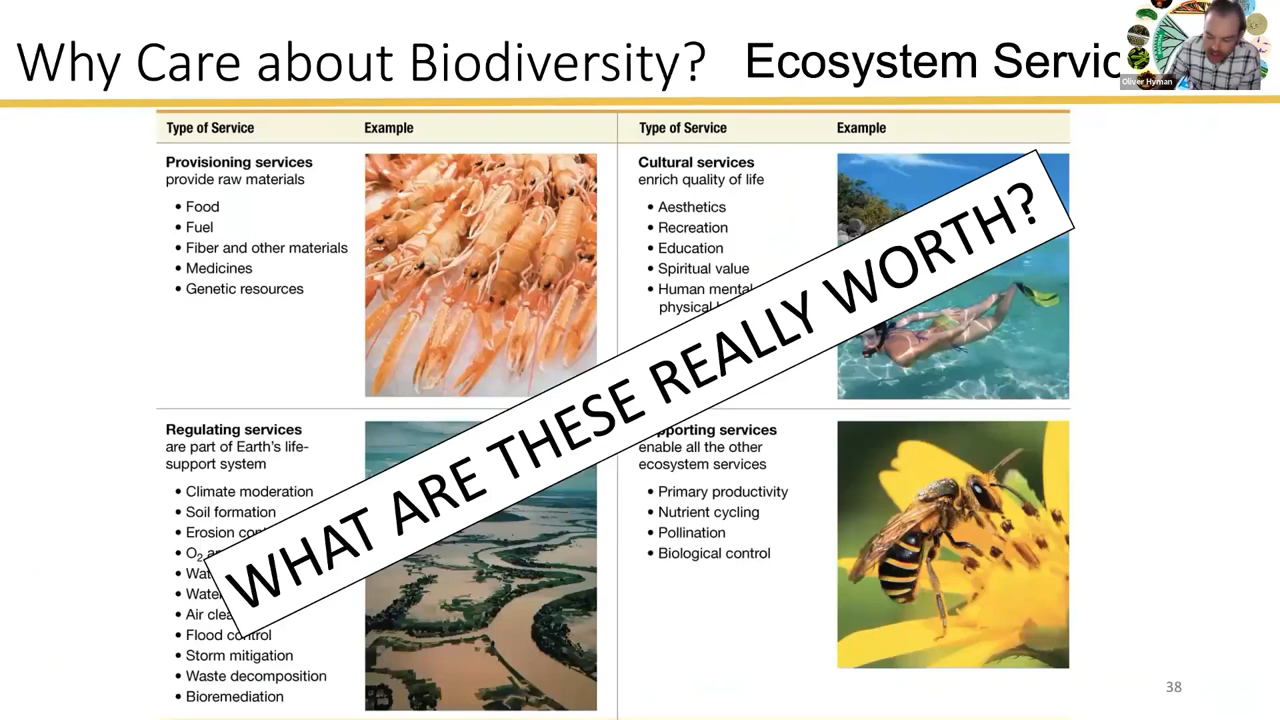 Why Care about Biodiversity?
Ecosystem
Oliver Hyman
Type of Service
Example
Type of Service
Example
Provisioning services
provide raw materials
• Food
• Fuel
• Fiber and other materials
• Medicines
• Genetic resources
Cultural services
enrich quality of life
• Aesthetics
• Recreation
• Education
• Spiritual value
• Human mental
physical
WHAT ARE THESE REALLY WORTH?
Regulating services
are part of Earth's life-
support system
• Climate moderation
• Soil formation
• Erosion
• O2
• Air
• Flood control
• Storm mitigation
• Waste decomposition
• Bioremediation
services
enable all the other
ecosystem services
• Primary productivity
• Nutrient cycling
• Pollination
• Biological control
38